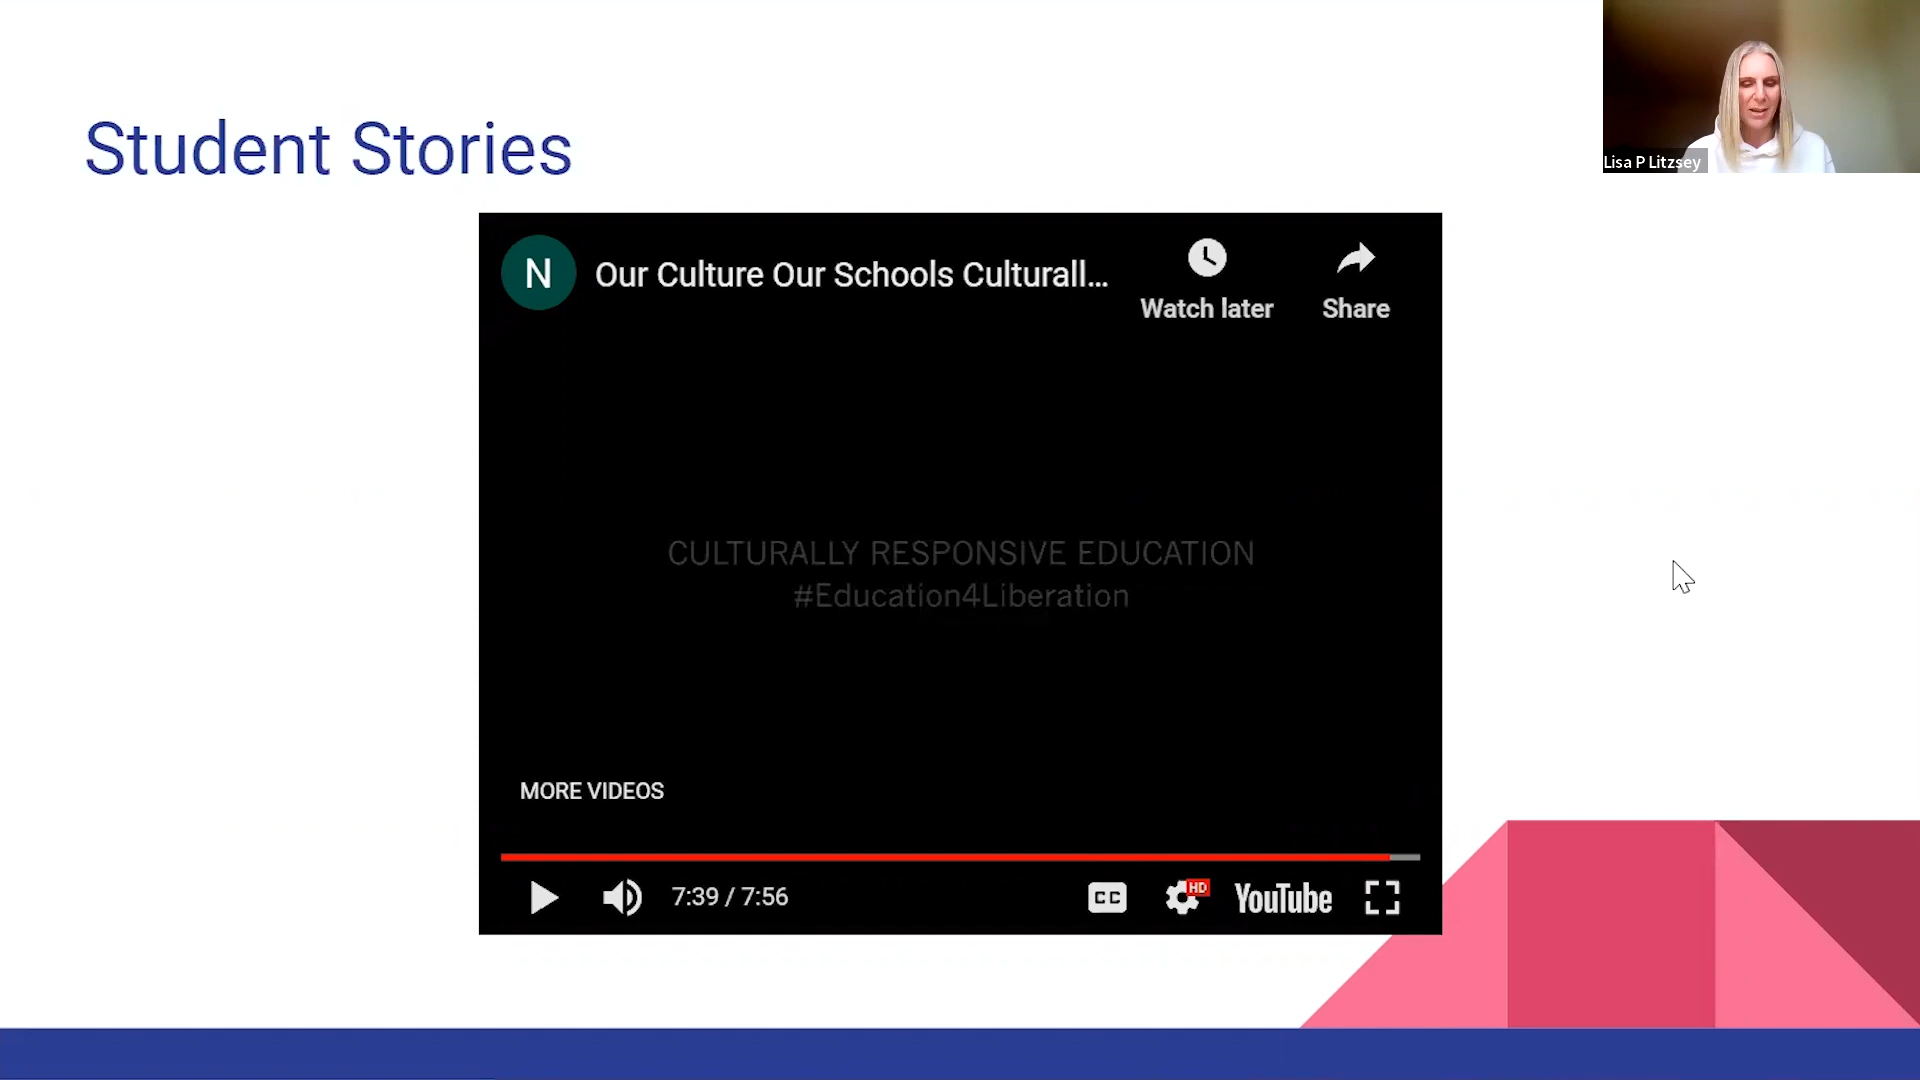 Student Stories
Lisa P Litzsey
N
Our Culture Our Schools Culturall...
Watch later
Share
CULTURALLY RESPONSIVE EDUCATION
#Education4Liberation
MORE VIDEOS
7:39 / 7:56
CC
HD
YouTube